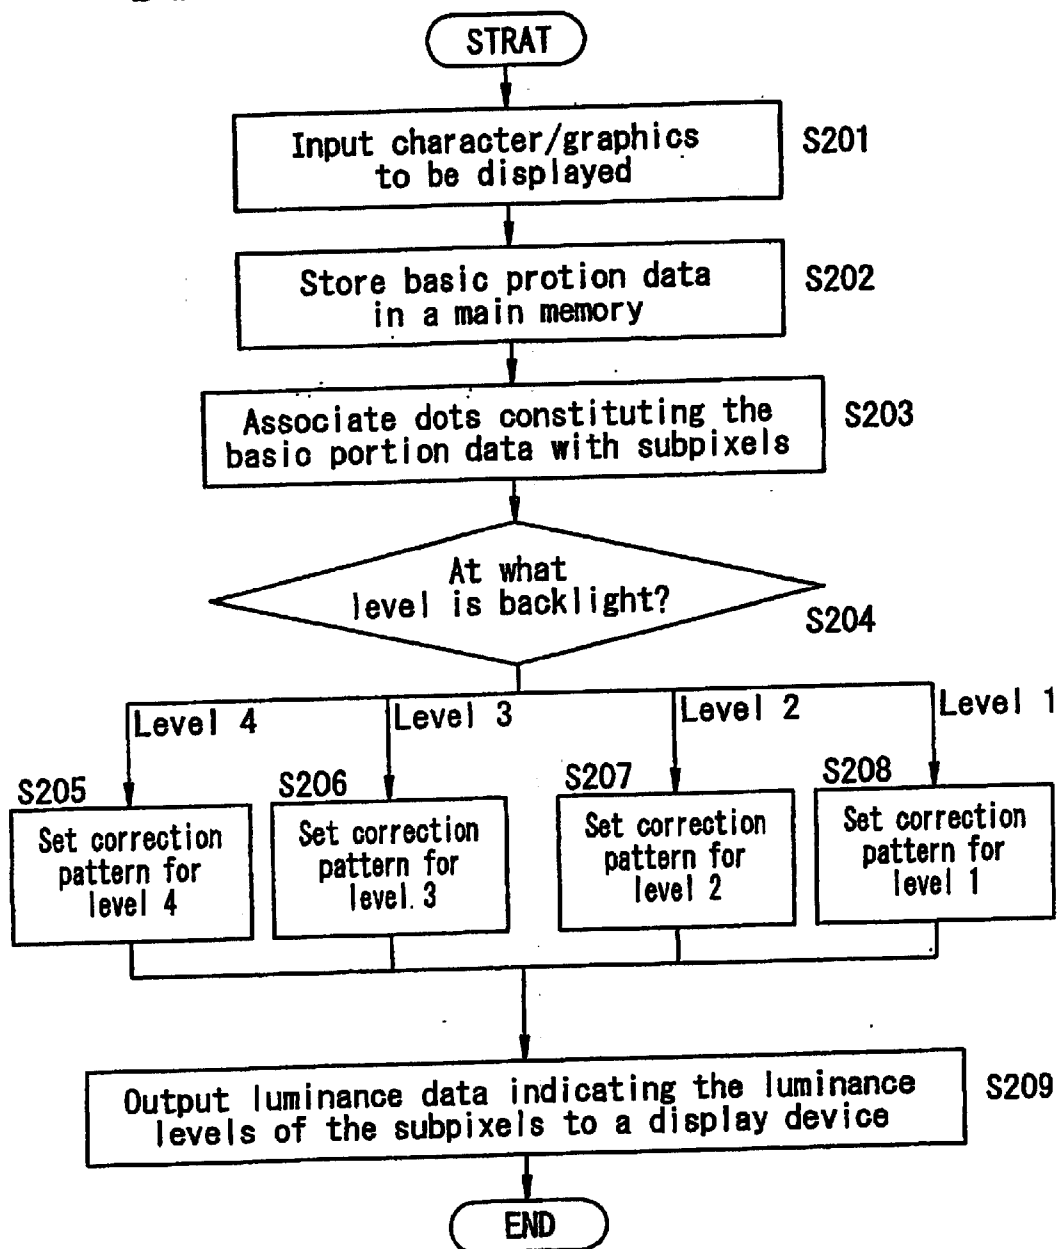 STRAT
Input character/graphics
to be displayed
S201
Store basic protion data
in a main memory
S202
Associate dots constituting the
basic portion data with subpixels
S203
At what
level is backlight?
S204
Level 4
Level 3
Level 2
Level 1
S205
Set correction
pattern for
level 4
S206
Set correction
pattern for
level 3
S207
Set correction
pattern for
level 2
S208
Set correction
pattern for
level 1
Output luminance data indicating the luminance
levels of the subpixels to a display device
S209
END